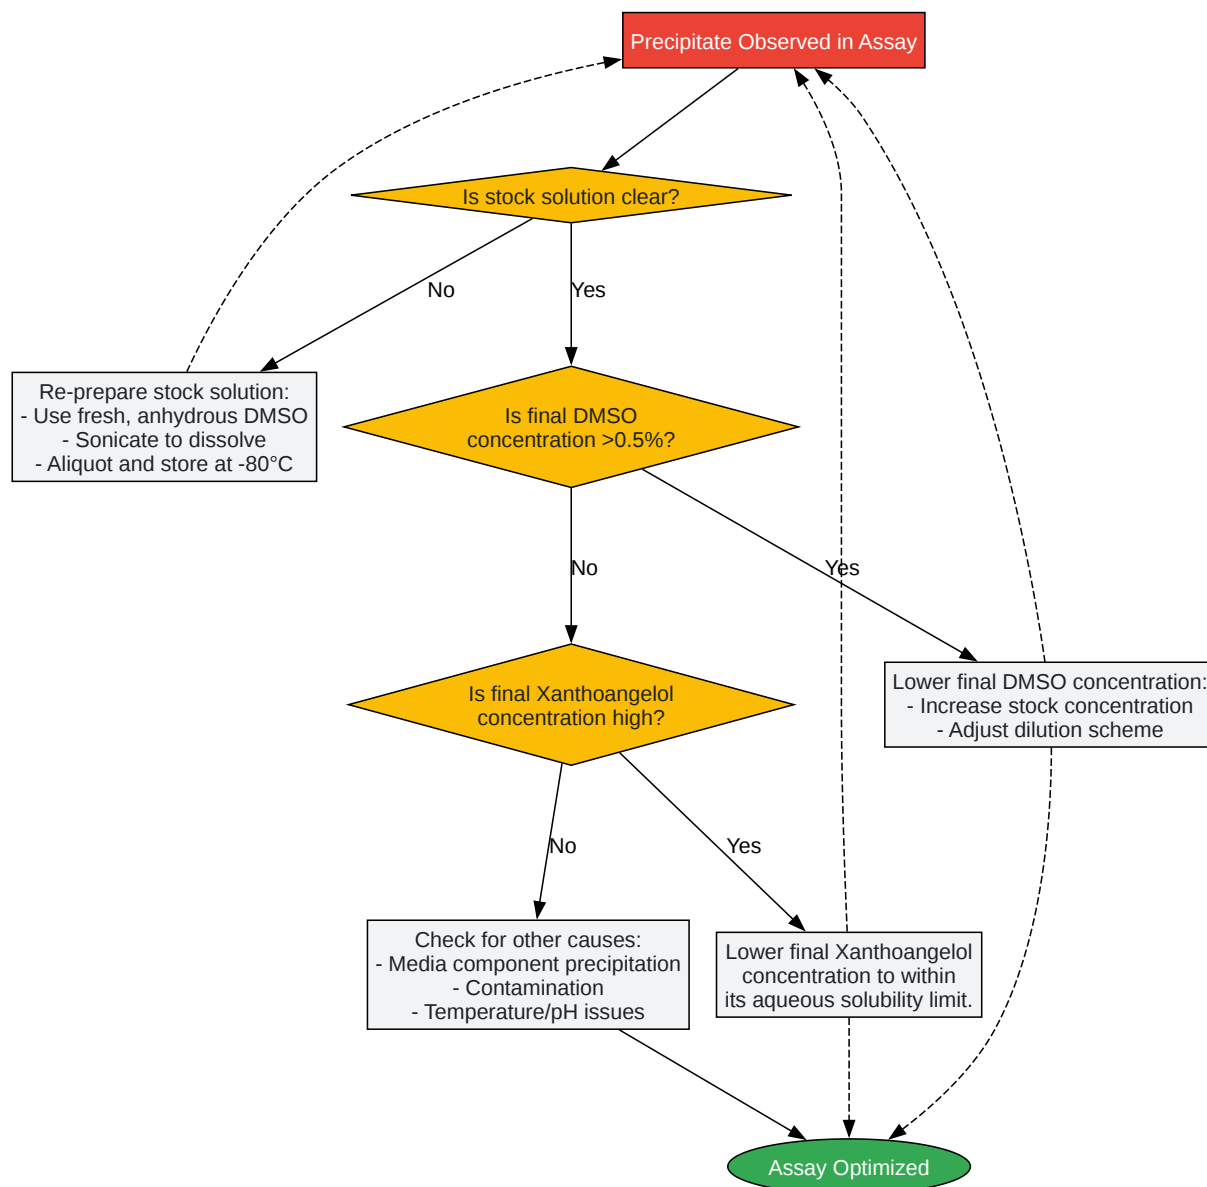 Precipitate Observed in Assay
Is stock solution clear?
No
Yes
Re-prepare stock solution:
- Use fresh, anhydrous DMSO
- Sonicate to dissolve
- Aliquot and store at -80°C
Is final DMSO
concentration >0.5%?
No
Yes
Is final Xanthoangelol
concentration high?
Lower final DMSO concentration:
- Increase stock concentration
- Adjust dilution scheme
No
Yes
Check for other causes:
- Media component precipitation
- Contamination
- Temperature/pH issues
Lower final Xanthoangelol
concentration to within
its aqueous solubility limit.
Assay Optimized